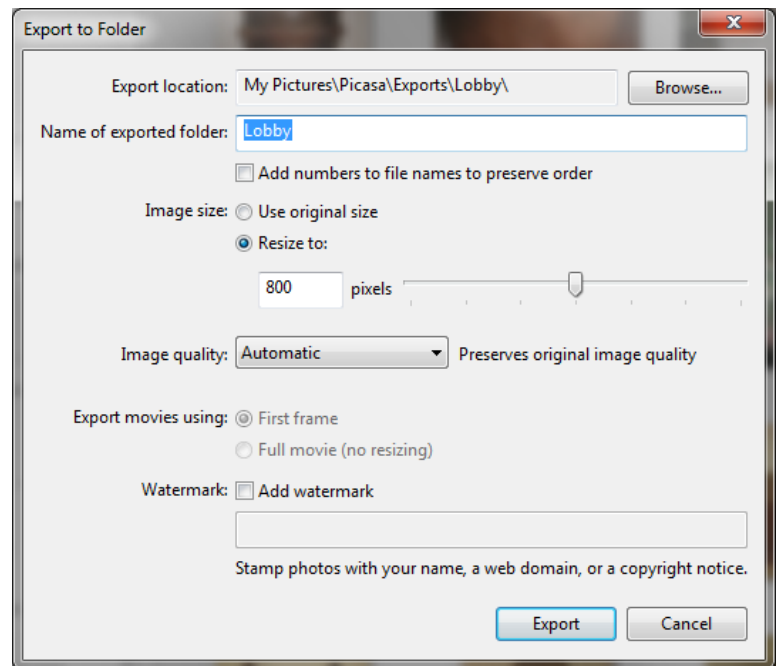 Export to Folder
Export location: My Pictures\Picasa\Exports\Lobby\ Browse...
Name of exported folder: Lobby
Add numbers to file names to preserve order
Image size: Use original size
Resize to:
800 pixels
Image quality: Automatic Preserves original image quality
Export movies using: First frame
Full movie (no resizing)
Watermark: Add watermark
Stamp photos with your name, a web domain, or a copyright notice.
Export Cancel